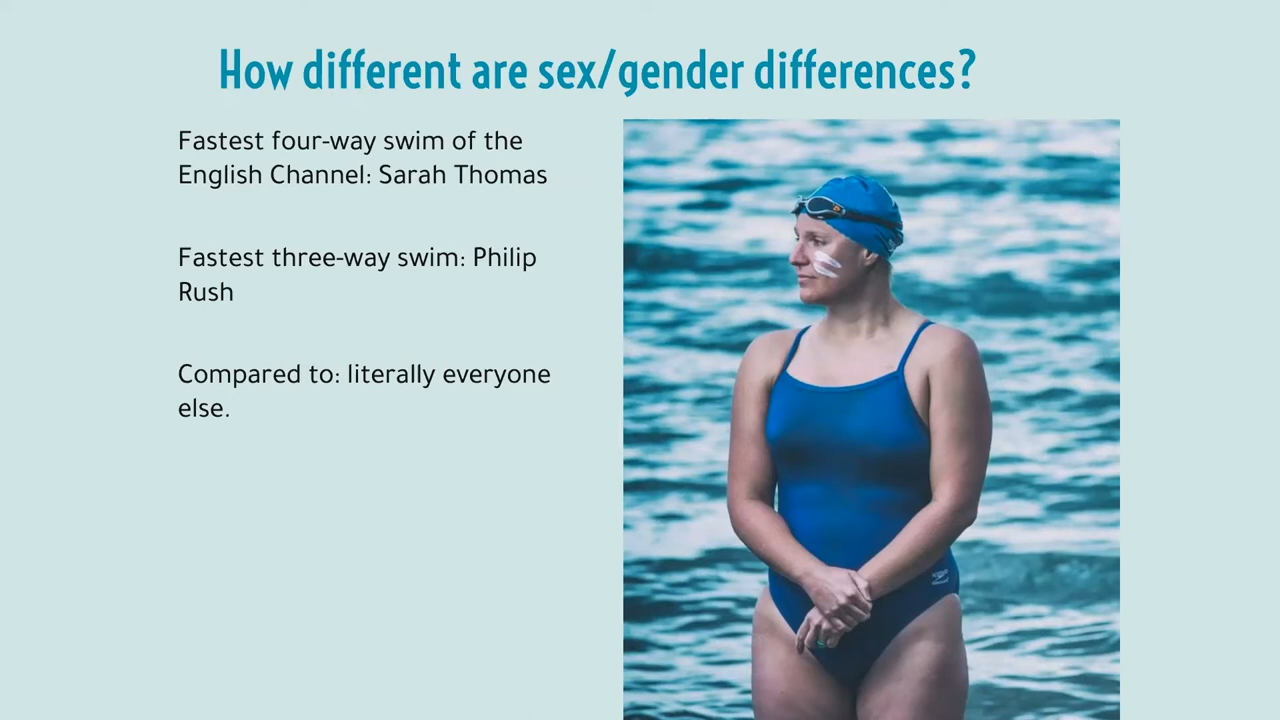 How different are sex/gender differences?
Fastest four-way swim of the
English Channel: Sarah Thomas
Fastest three-way swim: Philip
Rush
Compared to: literally everyone
else.